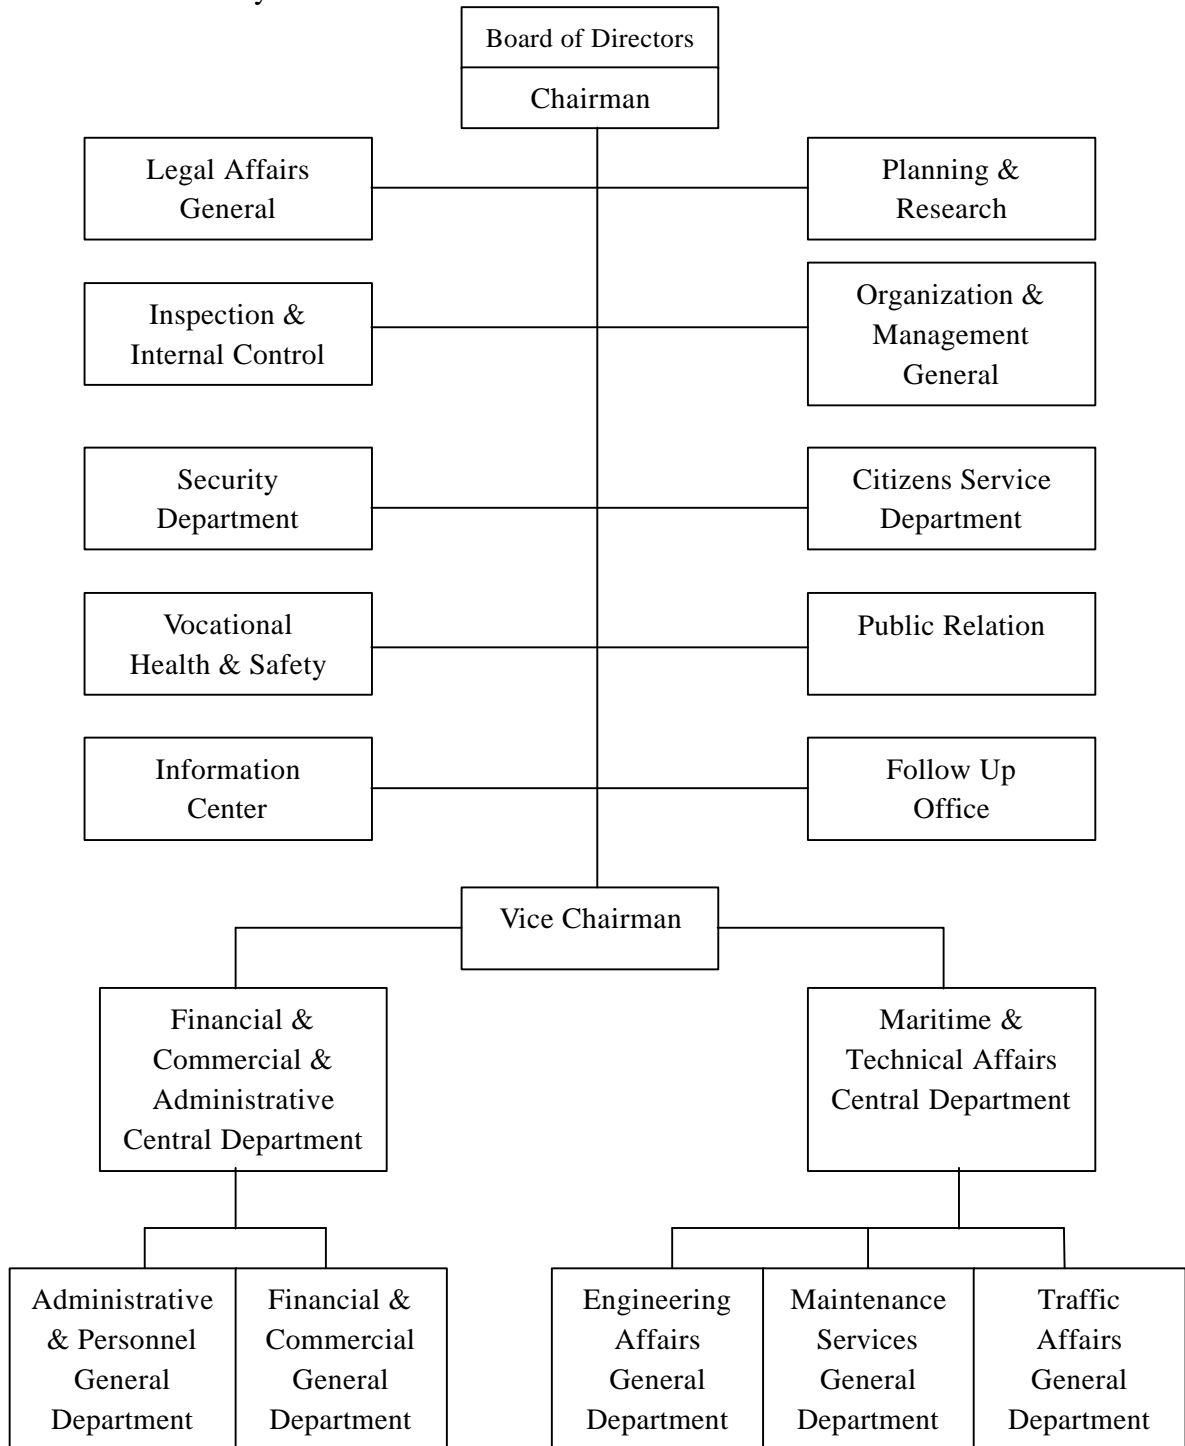 Board of Directors
Chairman
Legal Affairs
General
Planning &
Research
Inspection &
Internal Control
Organization &
Management
General
Security
Department
Citizens Service
Department
Vocational
Health & Safety
Public Relation
Information
Center
Follow Up
Office
Vice Chairman
Financial &
Commercial &
Administrative
Central Department
Maritime &
Technical Affairs
Central Department
Administrative
& Personnel
General
Department
Financial &
Commercial
General
Department
Engineering
Affairs
General
Department
Maintenance
Services
General
Department
Traffic
Affairs
General
Department